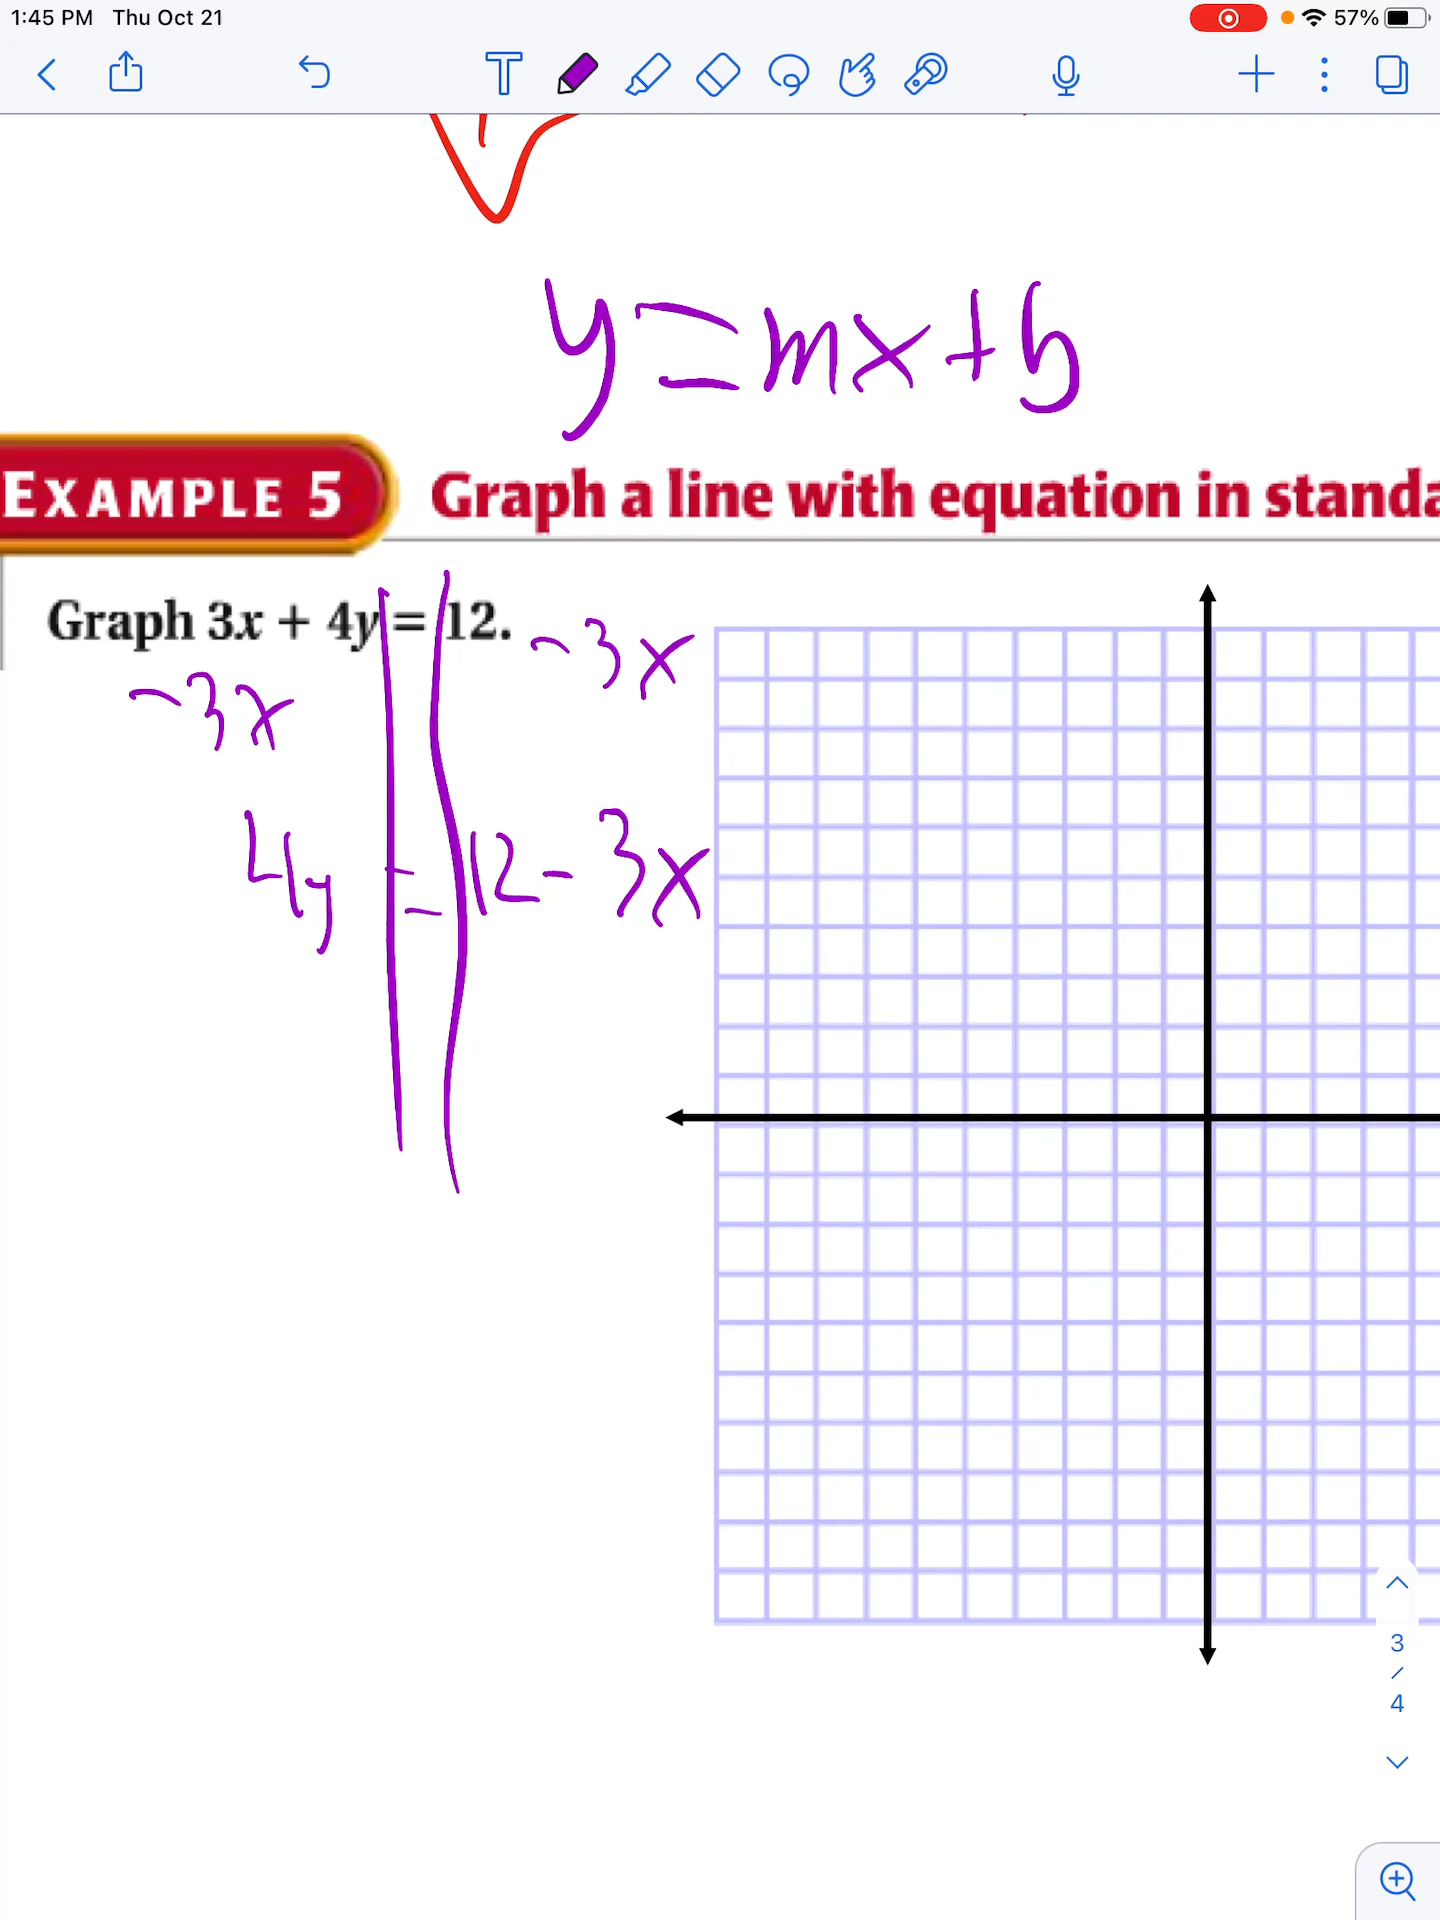 1:45 PM Thu Oct 21
57%
T
y=mx+b
EXAMPLE 5 Graph a line with equation in standa
Graph 3x + 4y = 12.
-3x -3x
4y = 12 - 3x
3
/
4